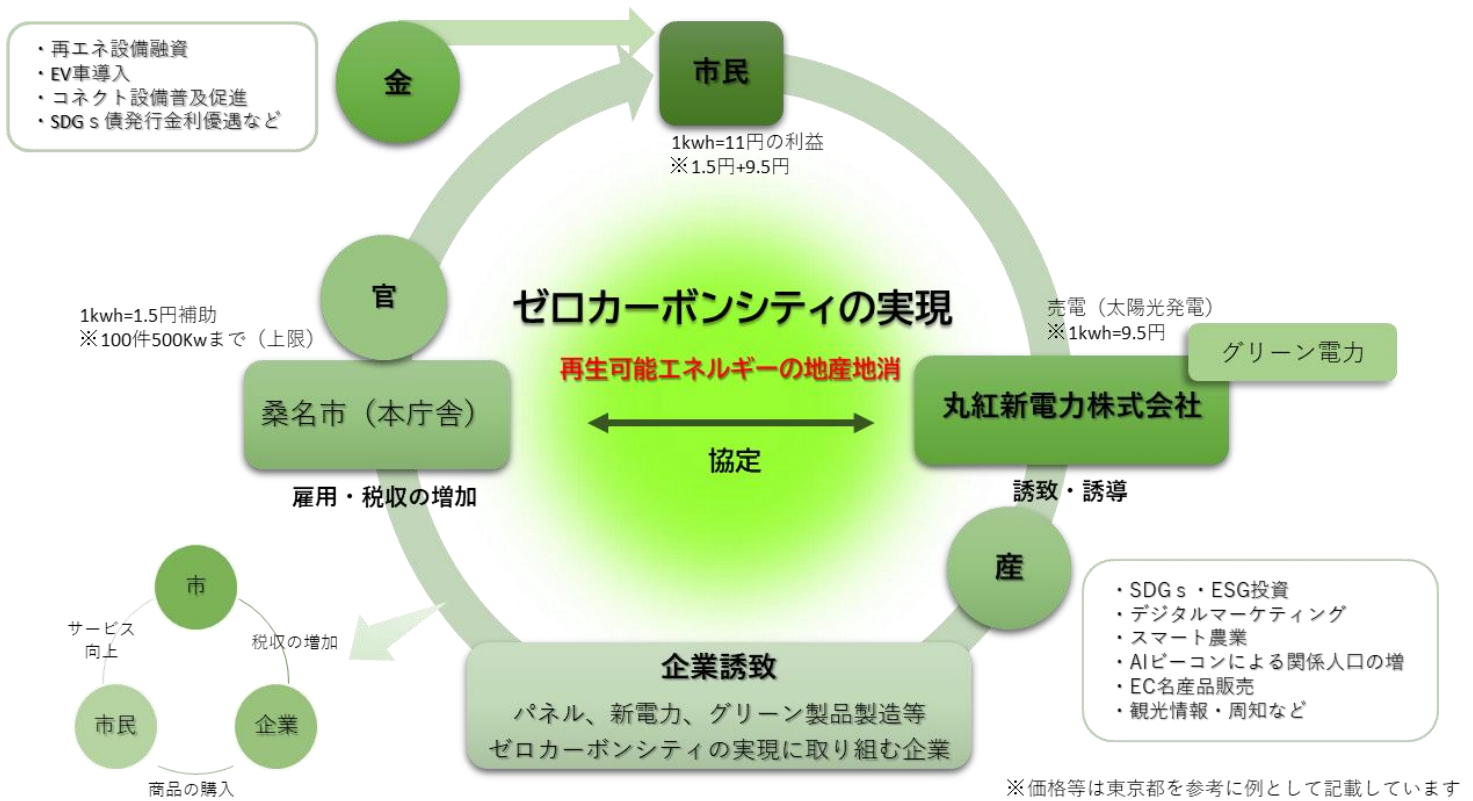 ・再エネ設備融資
・EV車導入
・コネクト設備普及促進
・SDGｓ債発行金利優遇など
金
市民
1kwh=11円の利益
※1.5円+9.5円
官
1kwh=1.5円補助
※100件500Kwまで（上限）
桑名市（本庁舎）
雇用・税収の増加
ゼロカーボンシティの実現
再生可能エネルギーの地産地消
協定
売電（太陽光発電）
※1kwh=9.5円
グリーン電力
丸紅新電力株式会社
誘致・誘導
産
・SDGｓ・ESG投資
・デジタルマーケティング
・スマート農業
・AIビーコンによる関係人口の増
・EC名産品販売
・観光情報・周知など
企業誘致
パネル、新電力、グリーン製品製造等
ゼロカーボンシティの実現に取り組む企業
市
サービス
向上
税収の増加
市民
企業
商品の購入
※価格等は東京都を参考に例として記載しています